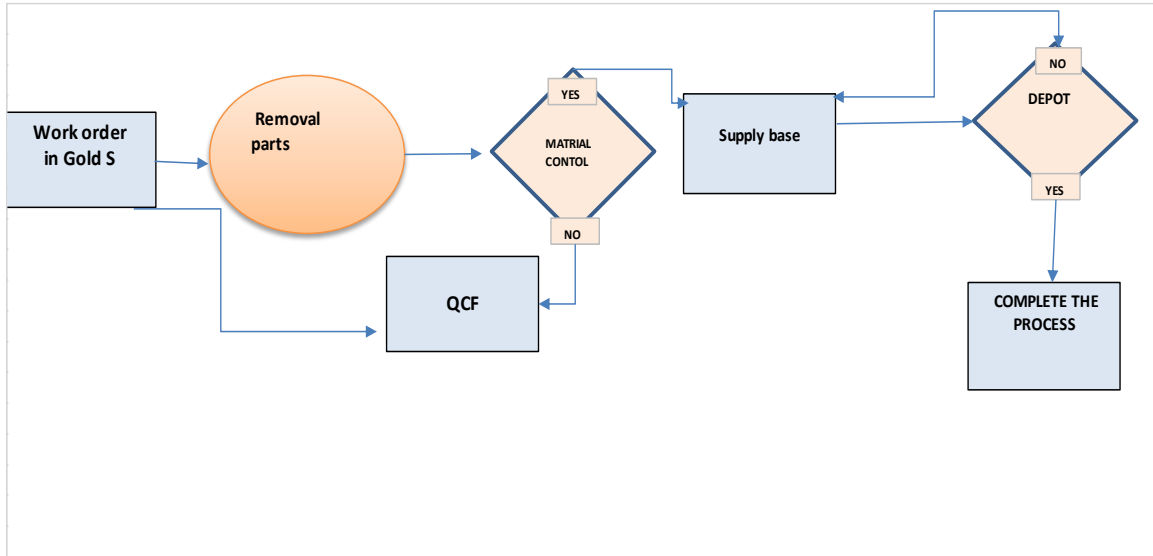 Work order
in Gold S
Removal
parts
YES
MATRIAL
CONTOL
NO
QCF
Supply base
NO
DEPOT
YES
COMPLETE THE
PROCESS